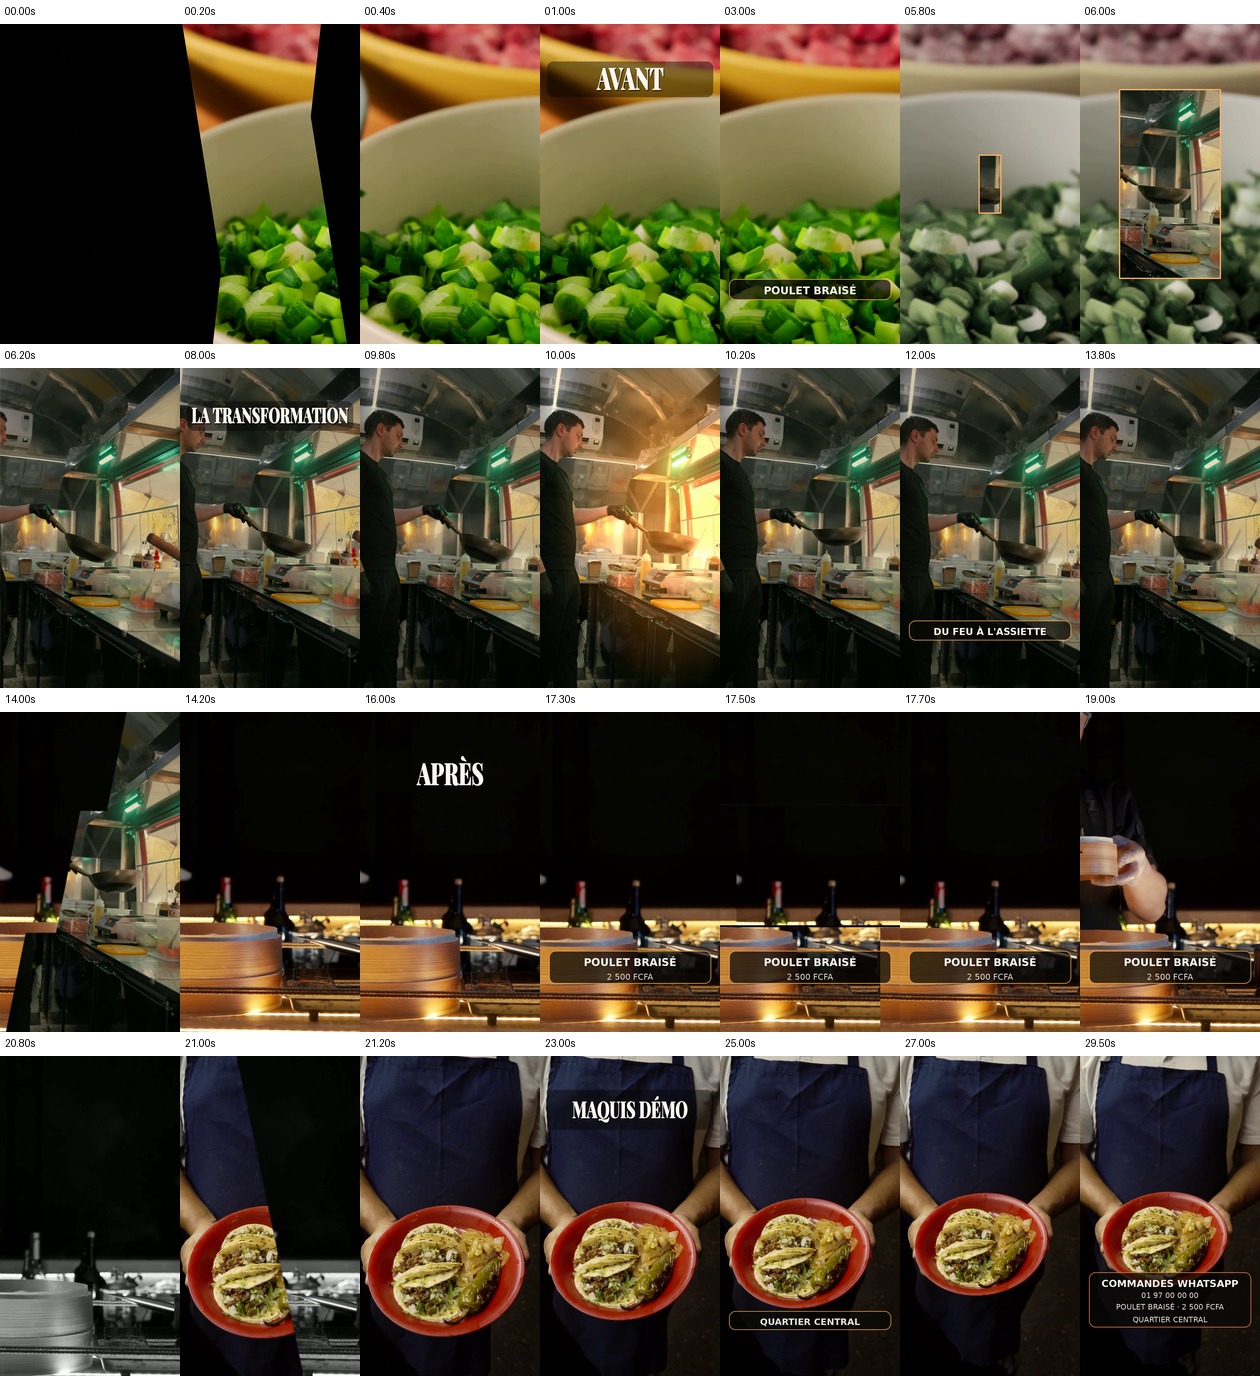 00.00s
00.20s
00.40s
01.00s
03.00s
05.80s
06.00s
AVANT
POULET BRAISÉ
06.20s
08.00s
09.80s
10.00s
10.20s
12.00s
13.80s
LA TRANSFORMATION
DU FEU À L'ASSIETTE
14.00s
14.20s
16.00s
17.30s
17.50s
17.70s
19.00s
APRÈS
POULET BRAISÉ
2 500 FCFA
POULET BRAISÉ
2 500 FCFA
POULET BRAISÉ
2 500 FCFA
POULET BRAISÉ
2 500 FCFA
20.80s
21.00s
21.20s
23.00s
25.00s
27.00s
29.50s
MAQUIS DÉMO
QUARTIER CENTRAL
COMMANDES WHATSAPP
01 97 00 00 00
POULET BRAISÉ · 2 500 FCFA
QUARTIER CENTRAL